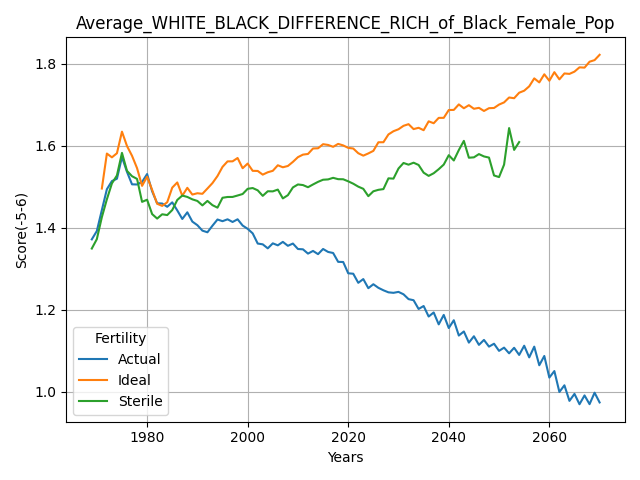 Average_WHITE_BLACK_DIFFERENCE_RICH_of_Black_Female_Pop
Score(-5-6)
1.8
1.6
1.4
1.2
1.0
Fertility
Actual
Ideal
Sterile
1980 2000 2020 2040 2060
Years